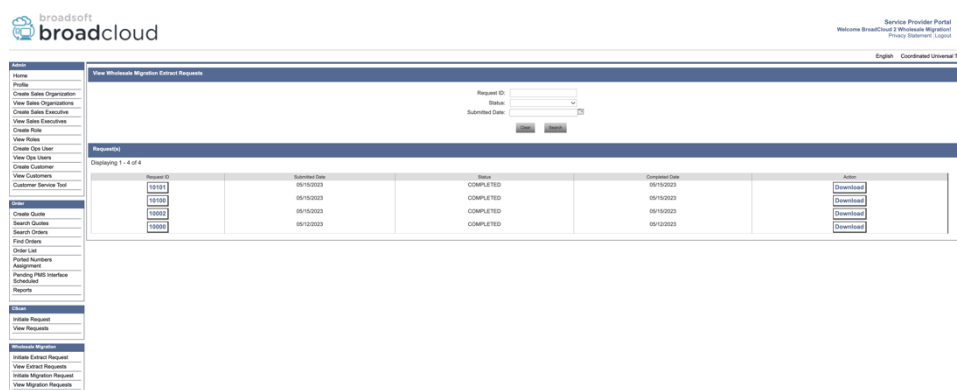 broadsoft
broadcloud
Service Provider Portal
Welcome BroadCloud 2 Wholesale Migration!
Privacy Statement Logout
English Coordinated Universal T
Admin
Home
Profile
Create Sales Organization
View Sales Organizations
Create Sales Executive
View Sales Executives
Create Role
View Roles
Create Ops User
View Ops Users
Create Customer
View Customers
Customer Service Tool
Order
Create Quote
Search Quotes
Search Orders
Find Orders
Order List
Ported Numbers
Assignment
Pending PMS Interface
Scheduled
Reports
CScan
Initiate Request
View Requests
Wholesale Migration
Initiate Extract Request
View Extract Requests
Initiate Migration Request
View Migration Requests
View Wholesale Migration Extract Requests
Request ID:
Status:
Submitted Date:
Clear Search
Request(s)
Displaying 1 - 4 of 4
Request ID Submitted Date Status Completed Date Action
10101 05/15/2023 COMPLETED 05/15/2023 Download
10100 05/15/2023 COMPLETED 05/15/2023 Download
10002 05/15/2023 COMPLETED 05/15/2023 Download
10000 05/12/2023 COMPLETED 05/12/2023 Download